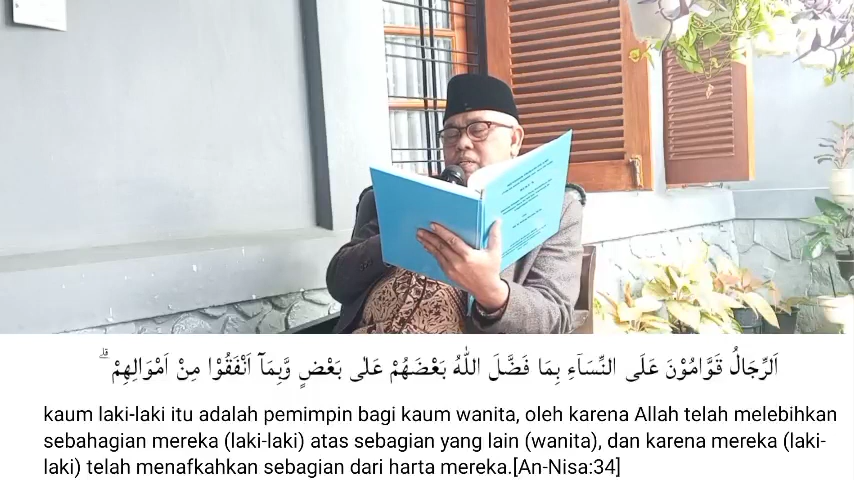 اَلرِّجَالُ قَوَّامُوْنَ عَلَى النِّسَاۤءِ بِمَا فَضَّلَ اللّٰهُ بَعْضَهُمْ عَلٰى بَعْضٍ وَّبِمَآ اَنْفَقُوْا مِنْ اَمْوَالِهِمْ ۗ
kaum laki-laki itu adalah pemimpin bagi kaum wanita, oleh karena Allah telah melebihkan
sebahagian mereka (laki-laki) atas sebagian yang lain (wanita), dan karena mereka (laki-
laki) telah menafkahkan sebagian dari harta mereka.[An-Nisa:34]